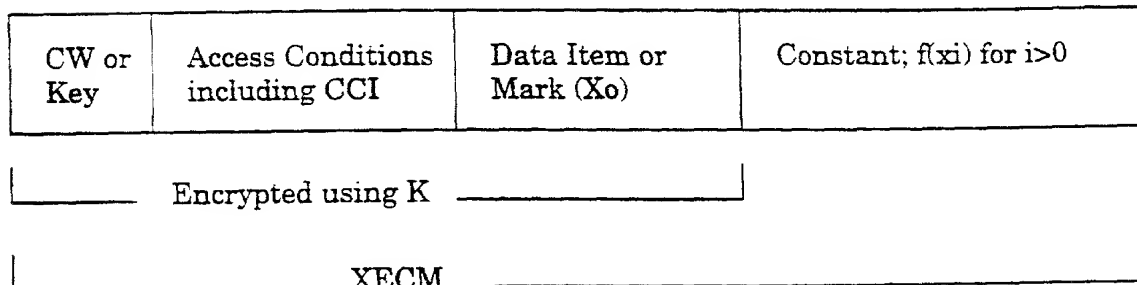 CW or Key
Access Conditions including CCI
Data Item or Mark (Xo)
Constant; f(xi) for i>0
Encrypted using K
XECM